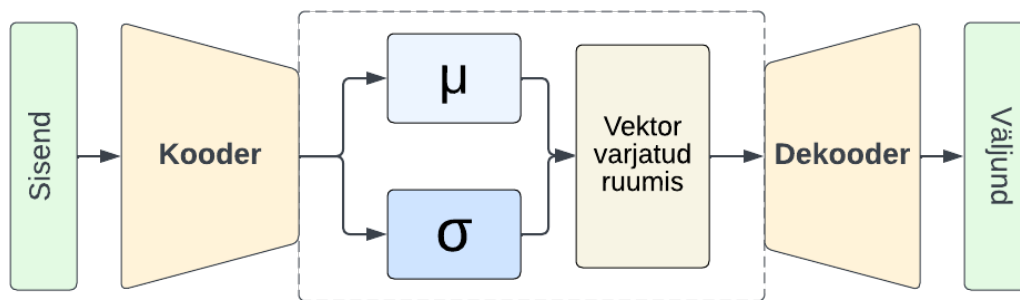 Sisend
Kooder
μ
σ
Vektor
varjatud
ruumis
Dekooder
Väljund